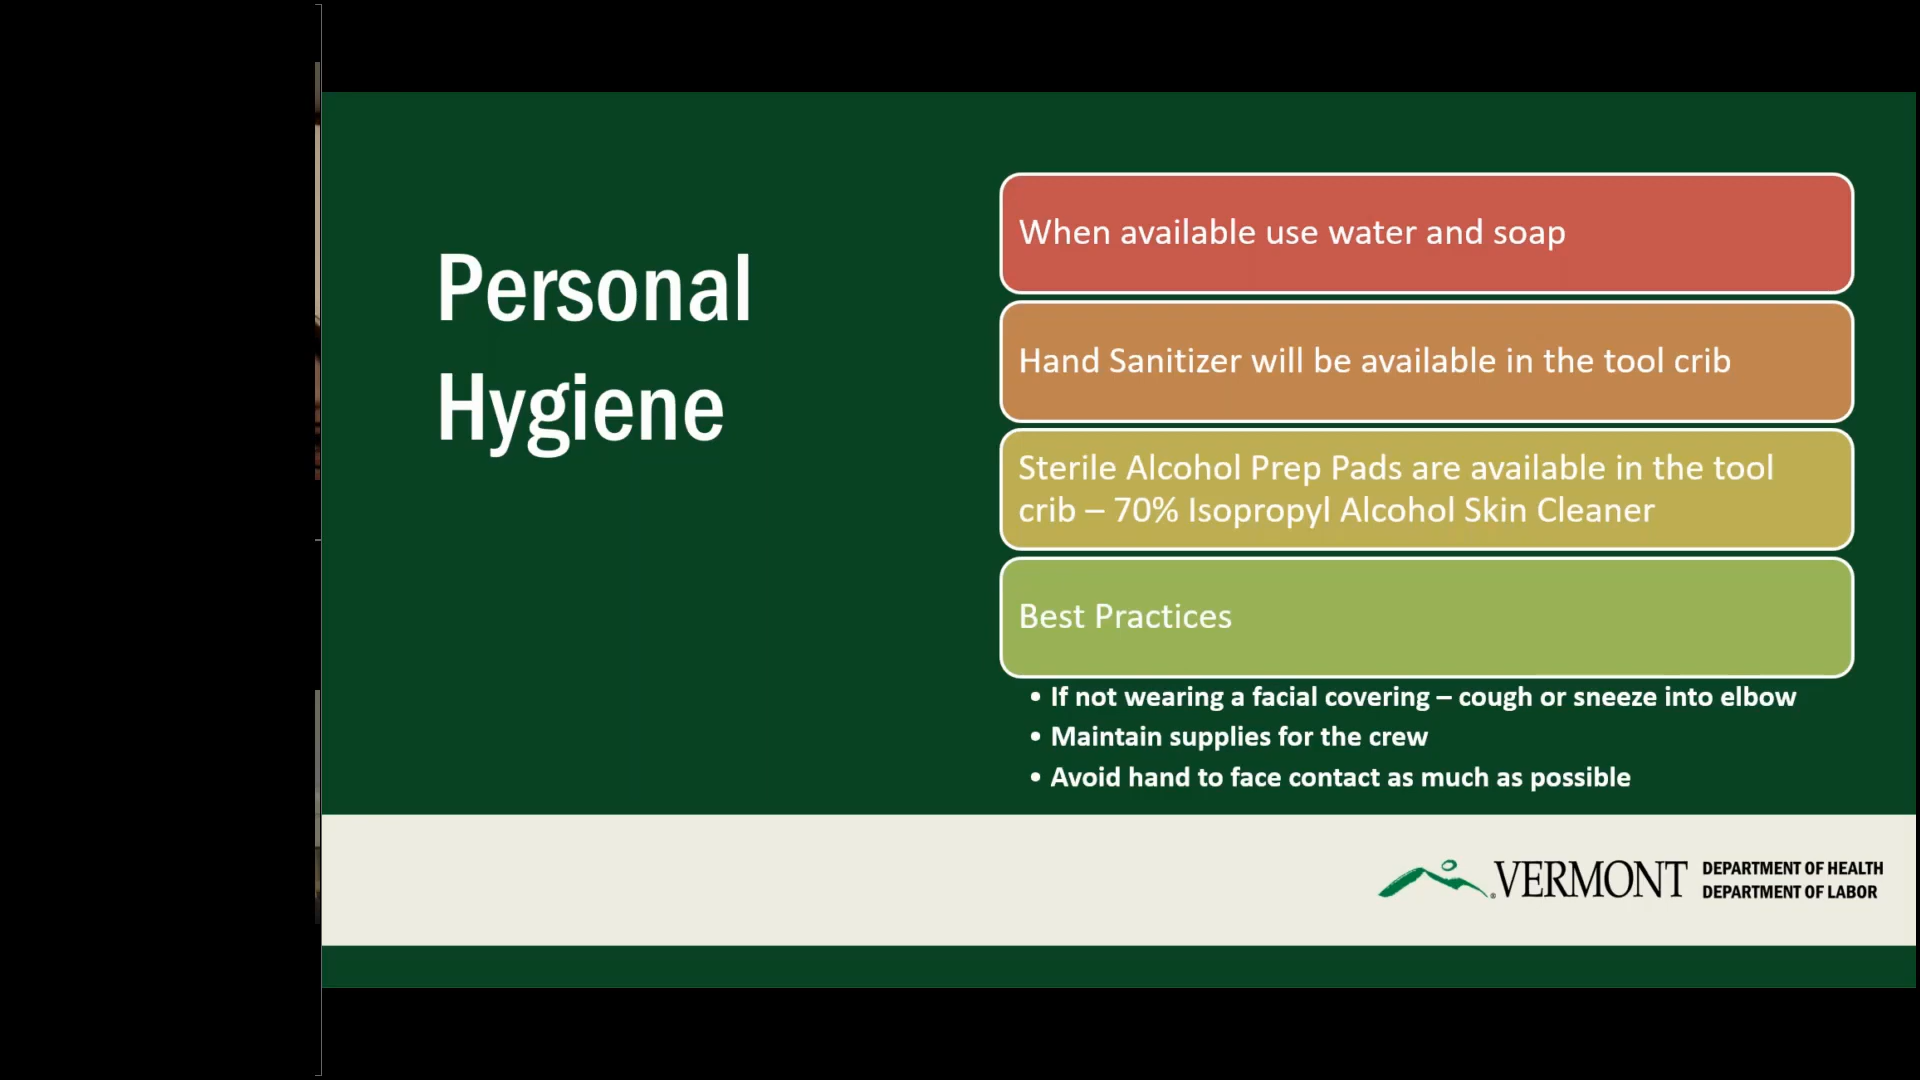 Personal
Hygiene
When available use water and soap
Hand Sanitizer will be available in the tool crib
Sterile Alcohol Prep Pads are available in the tool
crib – 70% Isopropyl Alcohol Skin Cleaner
Best Practices
• If not wearing a facial covering – cough or sneeze into elbow
• Maintain supplies for the crew
• Avoid hand to face contact as much as possible
VERMONT
DEPARTMENT OF HEALTH
DEPARTMENT OF LABOR